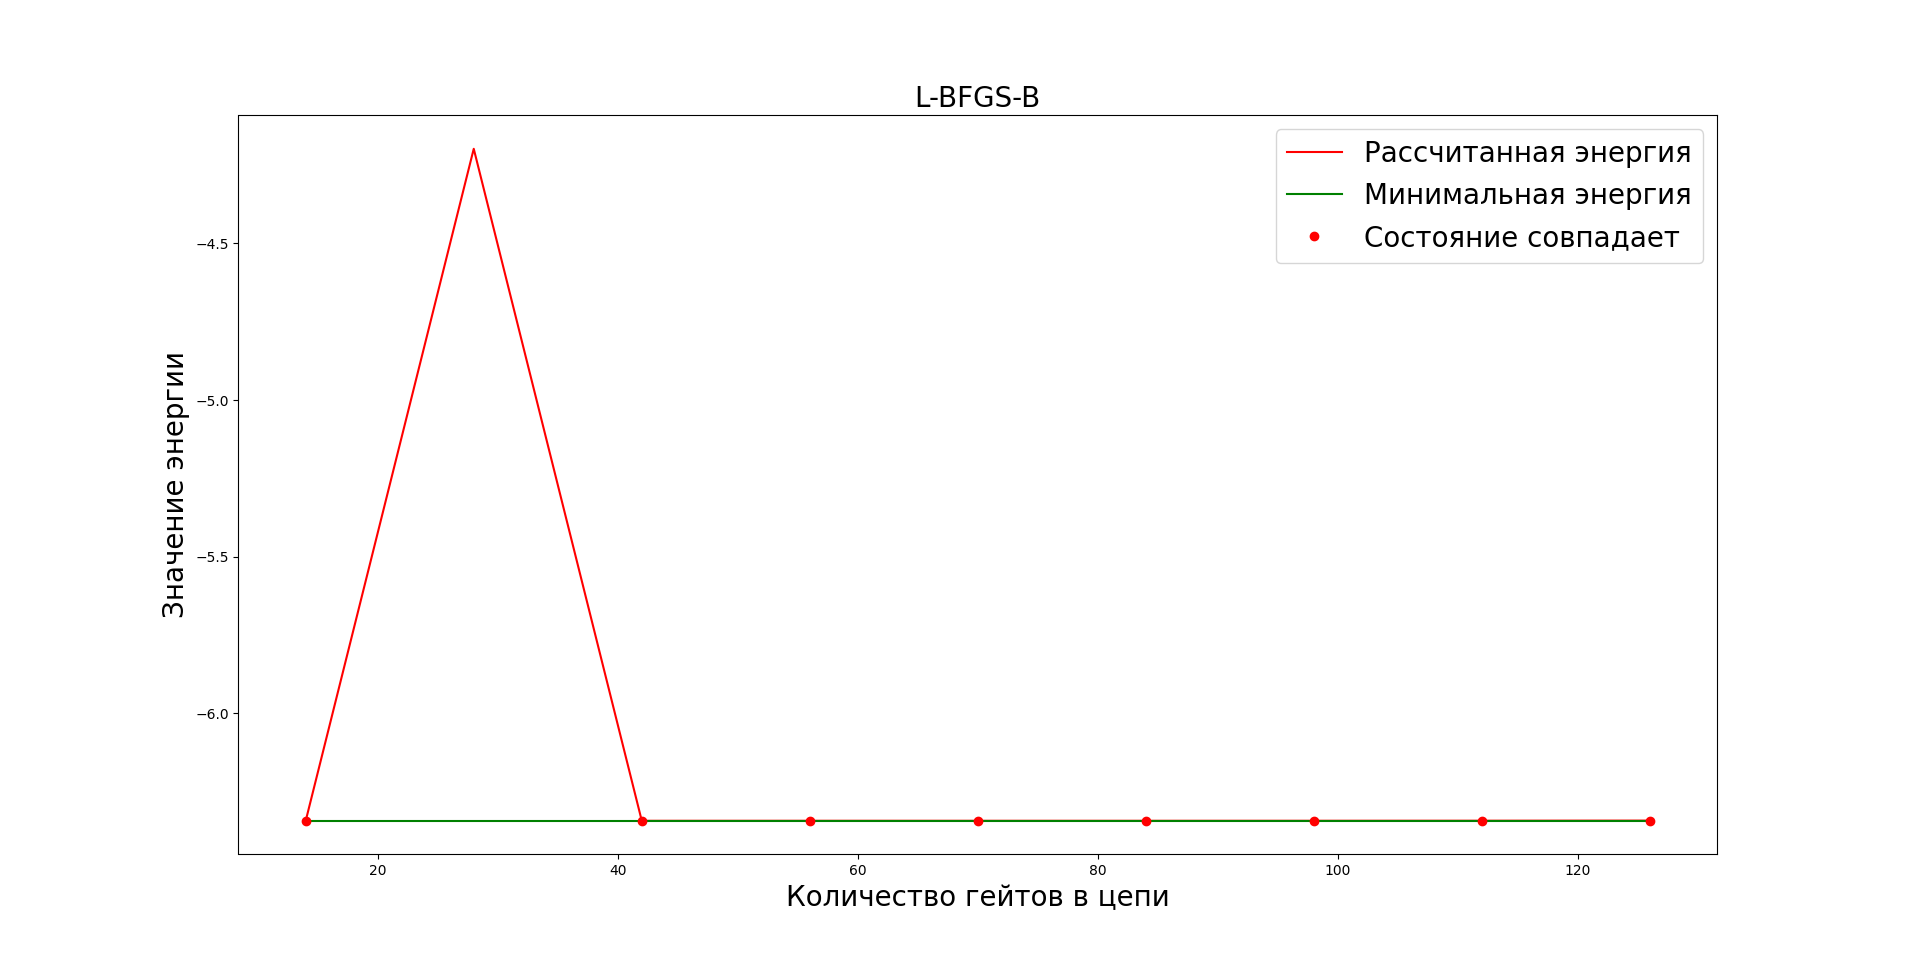 L-BFGS-B
Рассчитанная энергия
Минимальная энергия
Состояние совпадает
Значение энергии
−4.5
−5.0
−5.5
−6.0
20 40 60 80 100 120
Количество гейтов в цепи